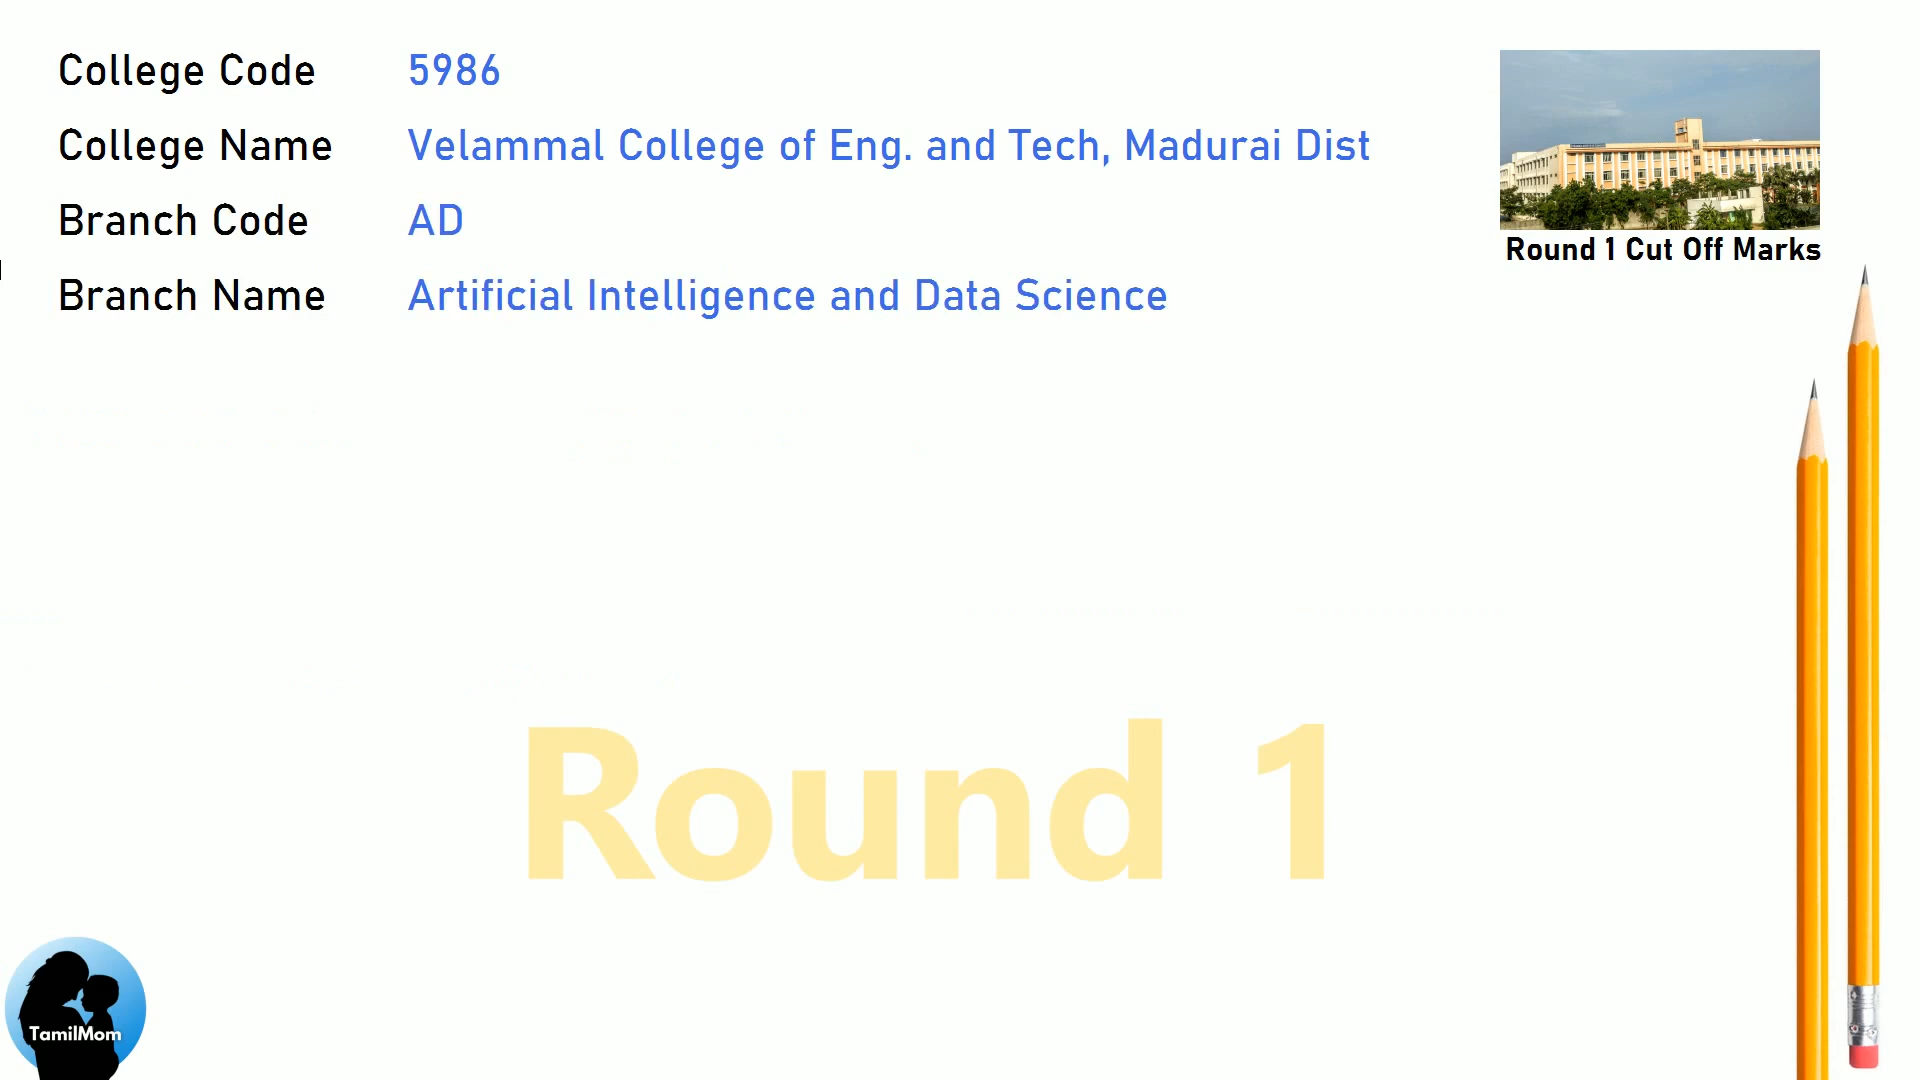 College Code 5986
College Name Velammal College of Eng. and Tech, Madurai Dist
Branch Code AD
Branch Name Artificial Intelligence and Data Science
Round 1 Cut Off Marks
Round 1
TamilMom